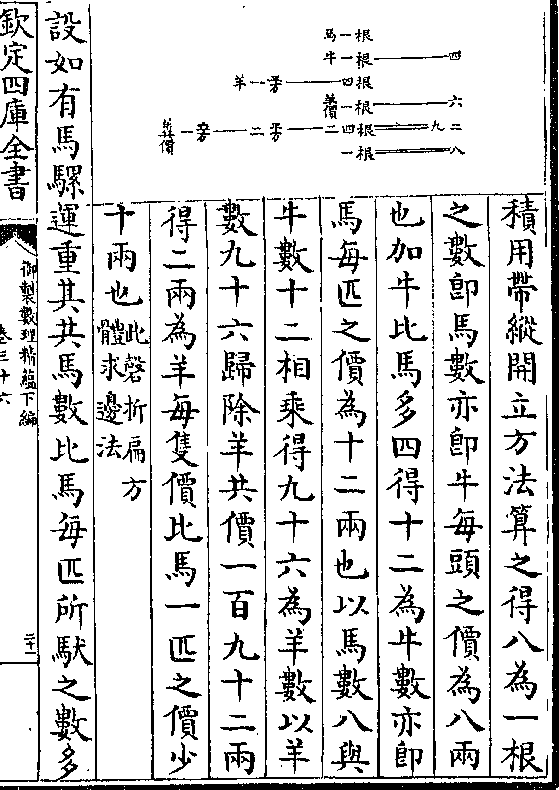 馬一根
牛一根———四
羊一方——四根
價一根———六
共價一方——二方——二四根===九二
一根===八
積用帶縱開立方法算之得八為一根
之數即馬數亦即牛每頭之價為八兩
也加牛比馬多四得十二為牛數亦即
馬每匹之價為十二兩也以馬數八與
牛數十二相乘得九十六為羊數以羊
數九十六歸除羊共價一百九十二兩
得二兩為羊每隻價比馬一匹之價少
十兩也此磬折扁方
體求邊法
設如有馬騾運重其共馬數比馬每匹所馱之數多
欽定四庫全書
御製數理精蘊下編
卷三十六
二十一